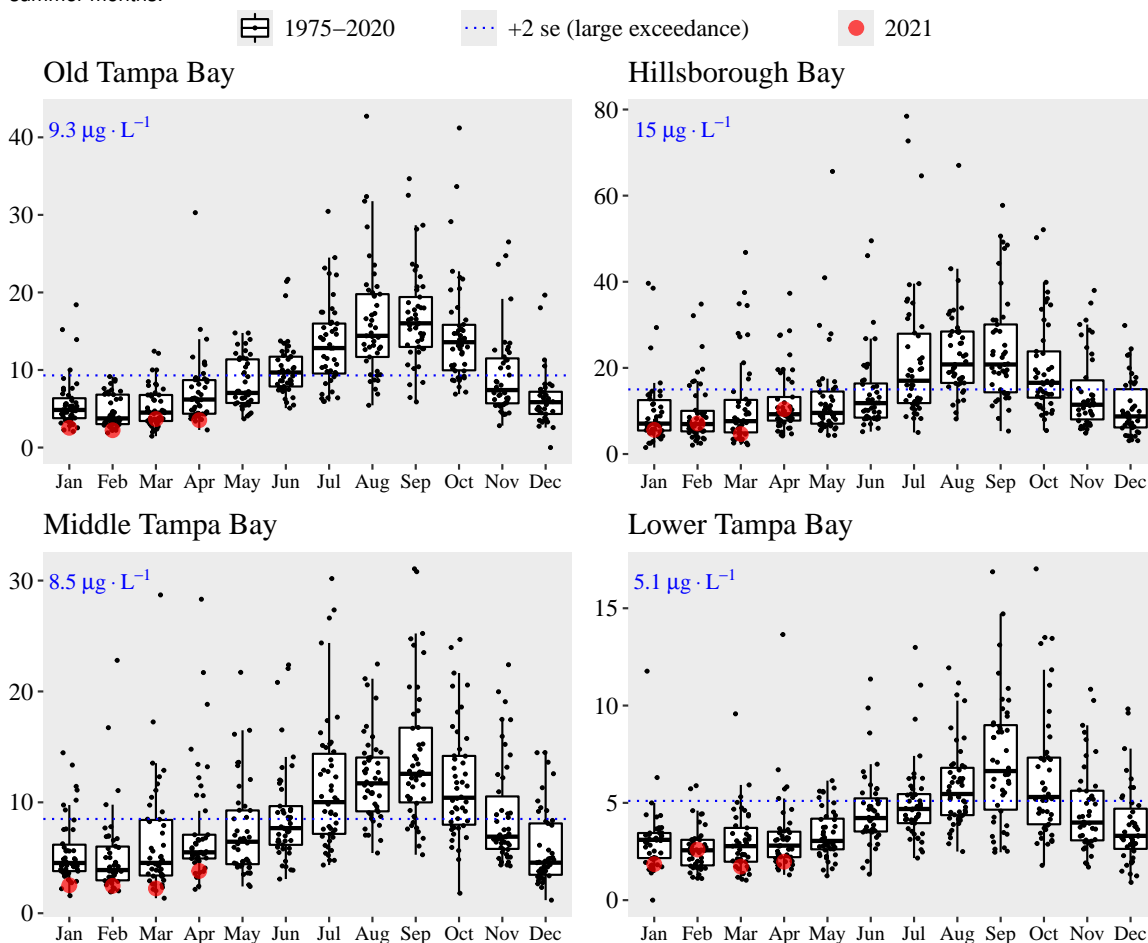 summer months.
1975−2020
+2 se (large exceedance)
2021
Old Tampa Bay
9.3 μg ⋅ L−1
40
30
20
10
0
Jan Feb Mar Apr May Jun Jul Aug Sep Oct Nov Dec
Hillsborough Bay
15 μg ⋅ L−1
80
60
40
20
0
Jan Feb Mar Apr May Jun Jul Aug Sep Oct Nov Dec
Middle Tampa Bay
8.5 μg ⋅ L−1
30
20
10
0
Jan Feb Mar Apr May Jun Jul Aug Sep Oct Nov Dec
Lower Tampa Bay
5.1 μg ⋅ L−1
15
10
5
0
Jan Feb Mar Apr May Jun Jul Aug Sep Oct Nov Dec